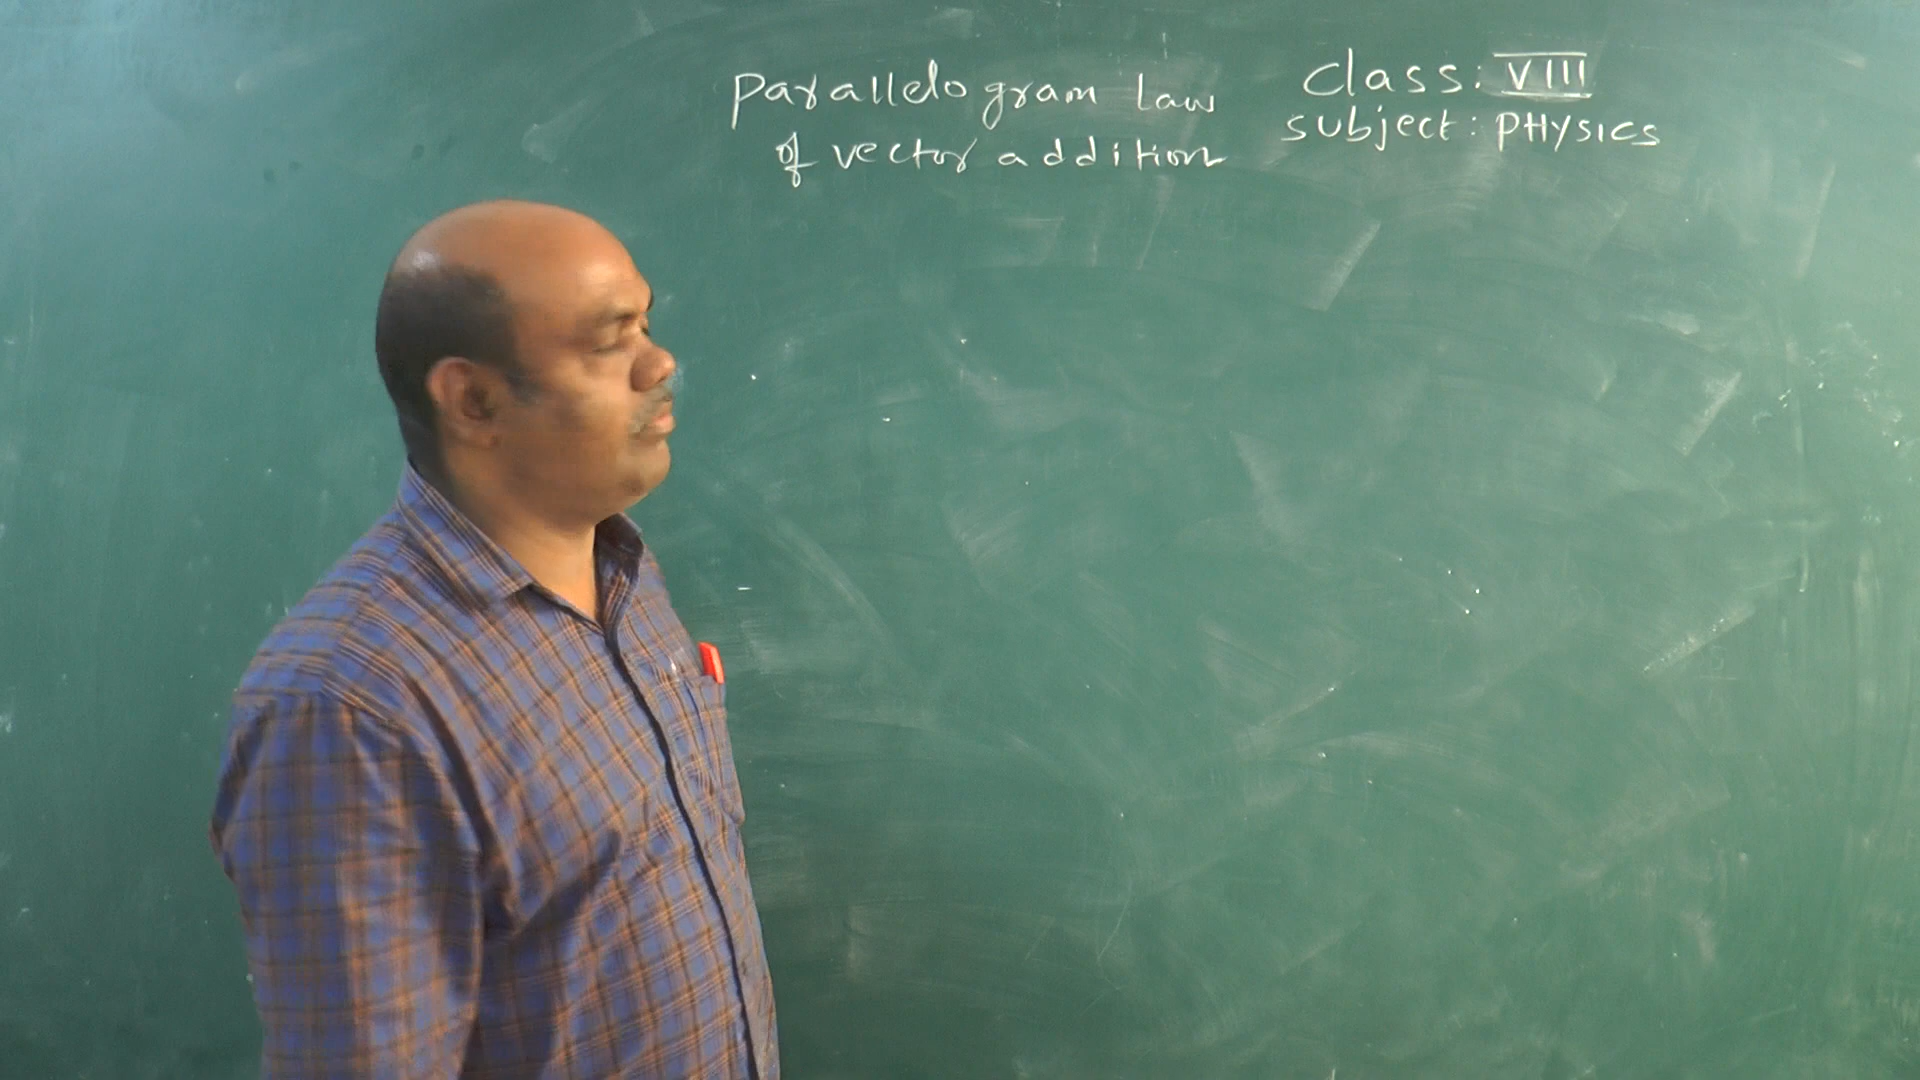 Parallelogram Law
of vector addition
Class: VIII
Subject: PHYSICS